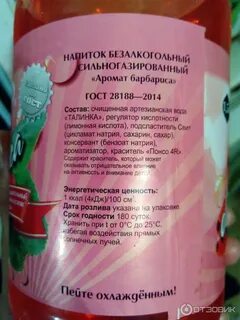 НАПИТОК БЕЗАЛКОГОЛЬНЫЙ
СИЛЬНОГАЗИРОВАННЫЙ
«Аромат барбариса»
ГОСТ 28188—2014
Состав: очищенная артезианская вода
«ТАЛИНКА», регулятор кислотности
(лимонная кислота), подсластитель
(цикламат натрия, сахарин, сахар),
консервант (бензоат натрия),
ароматизатор, краситель «Понсо 4R»
Содержит краситель, который может
оказывать отрицательное влияние
на активность и внимание детей.
Энергетическая ценность:
1 ккал (4кДж)/100 см
Дата розлива указана на упаковке.
Срок годности 180 суток.
Хранить при t от 0°С до 25°С,
избегая воздействия прямых
солнечных лучей.
Пейте охлаждённым!
ОТЗОВИК